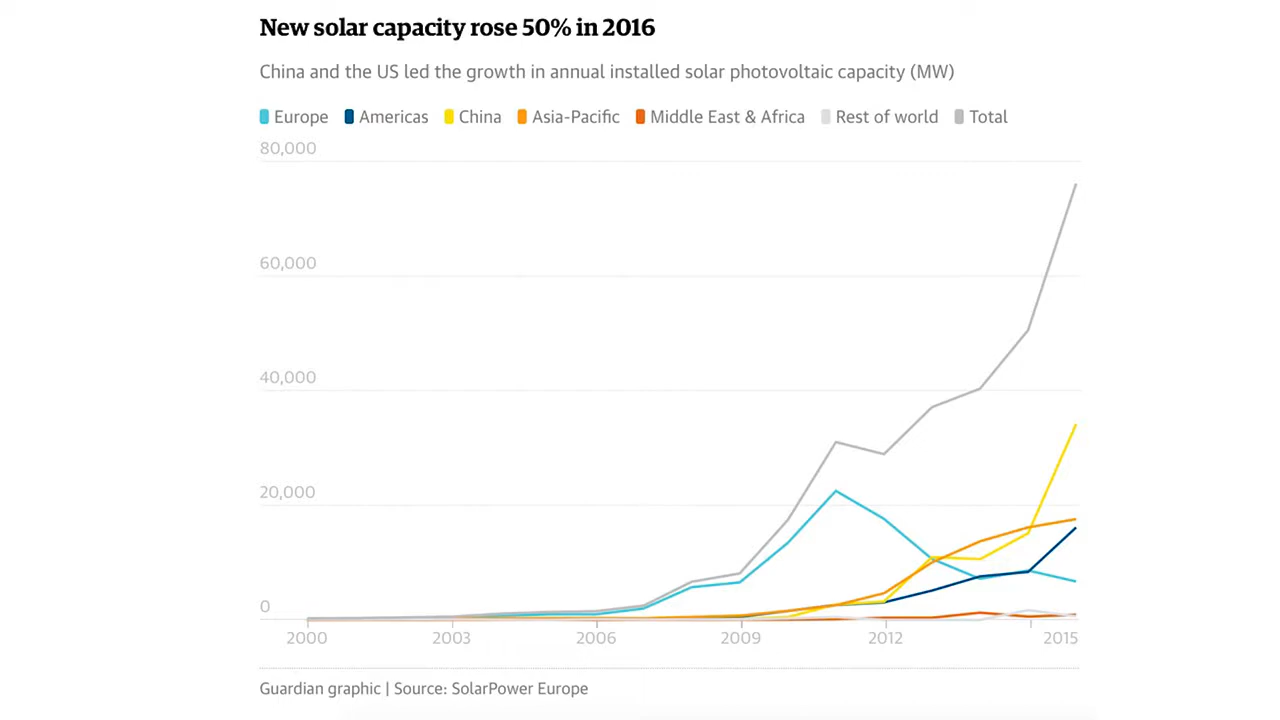 New solar capacity rose 50% in 2016
China and the US led the growth in annual installed solar photovoltaic capacity (MW)
Europe Americas China Asia-Pacific Middle East & Africa Rest of world Total
80,000
60,000
40,000
20,000
0
2000 2003 2006 2009 2012 2015
Guardian graphic | Source: SolarPower Europe